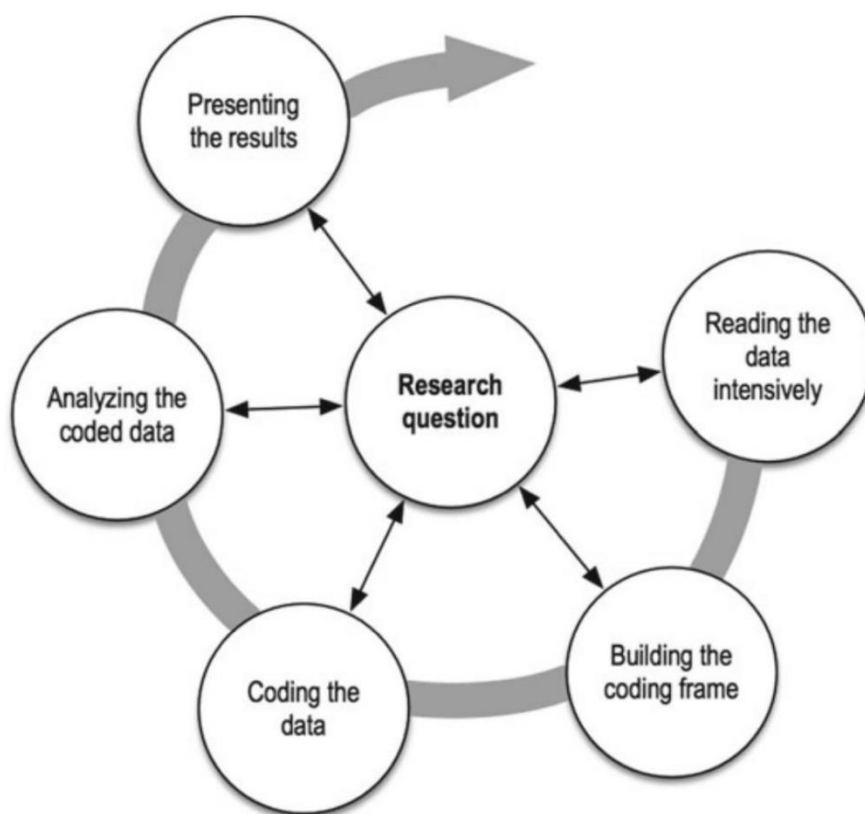 Presenting
the results
Reading the
data
intensively
Research
question
Analyzing the
coded data
Building the
coding frame
Coding the
data